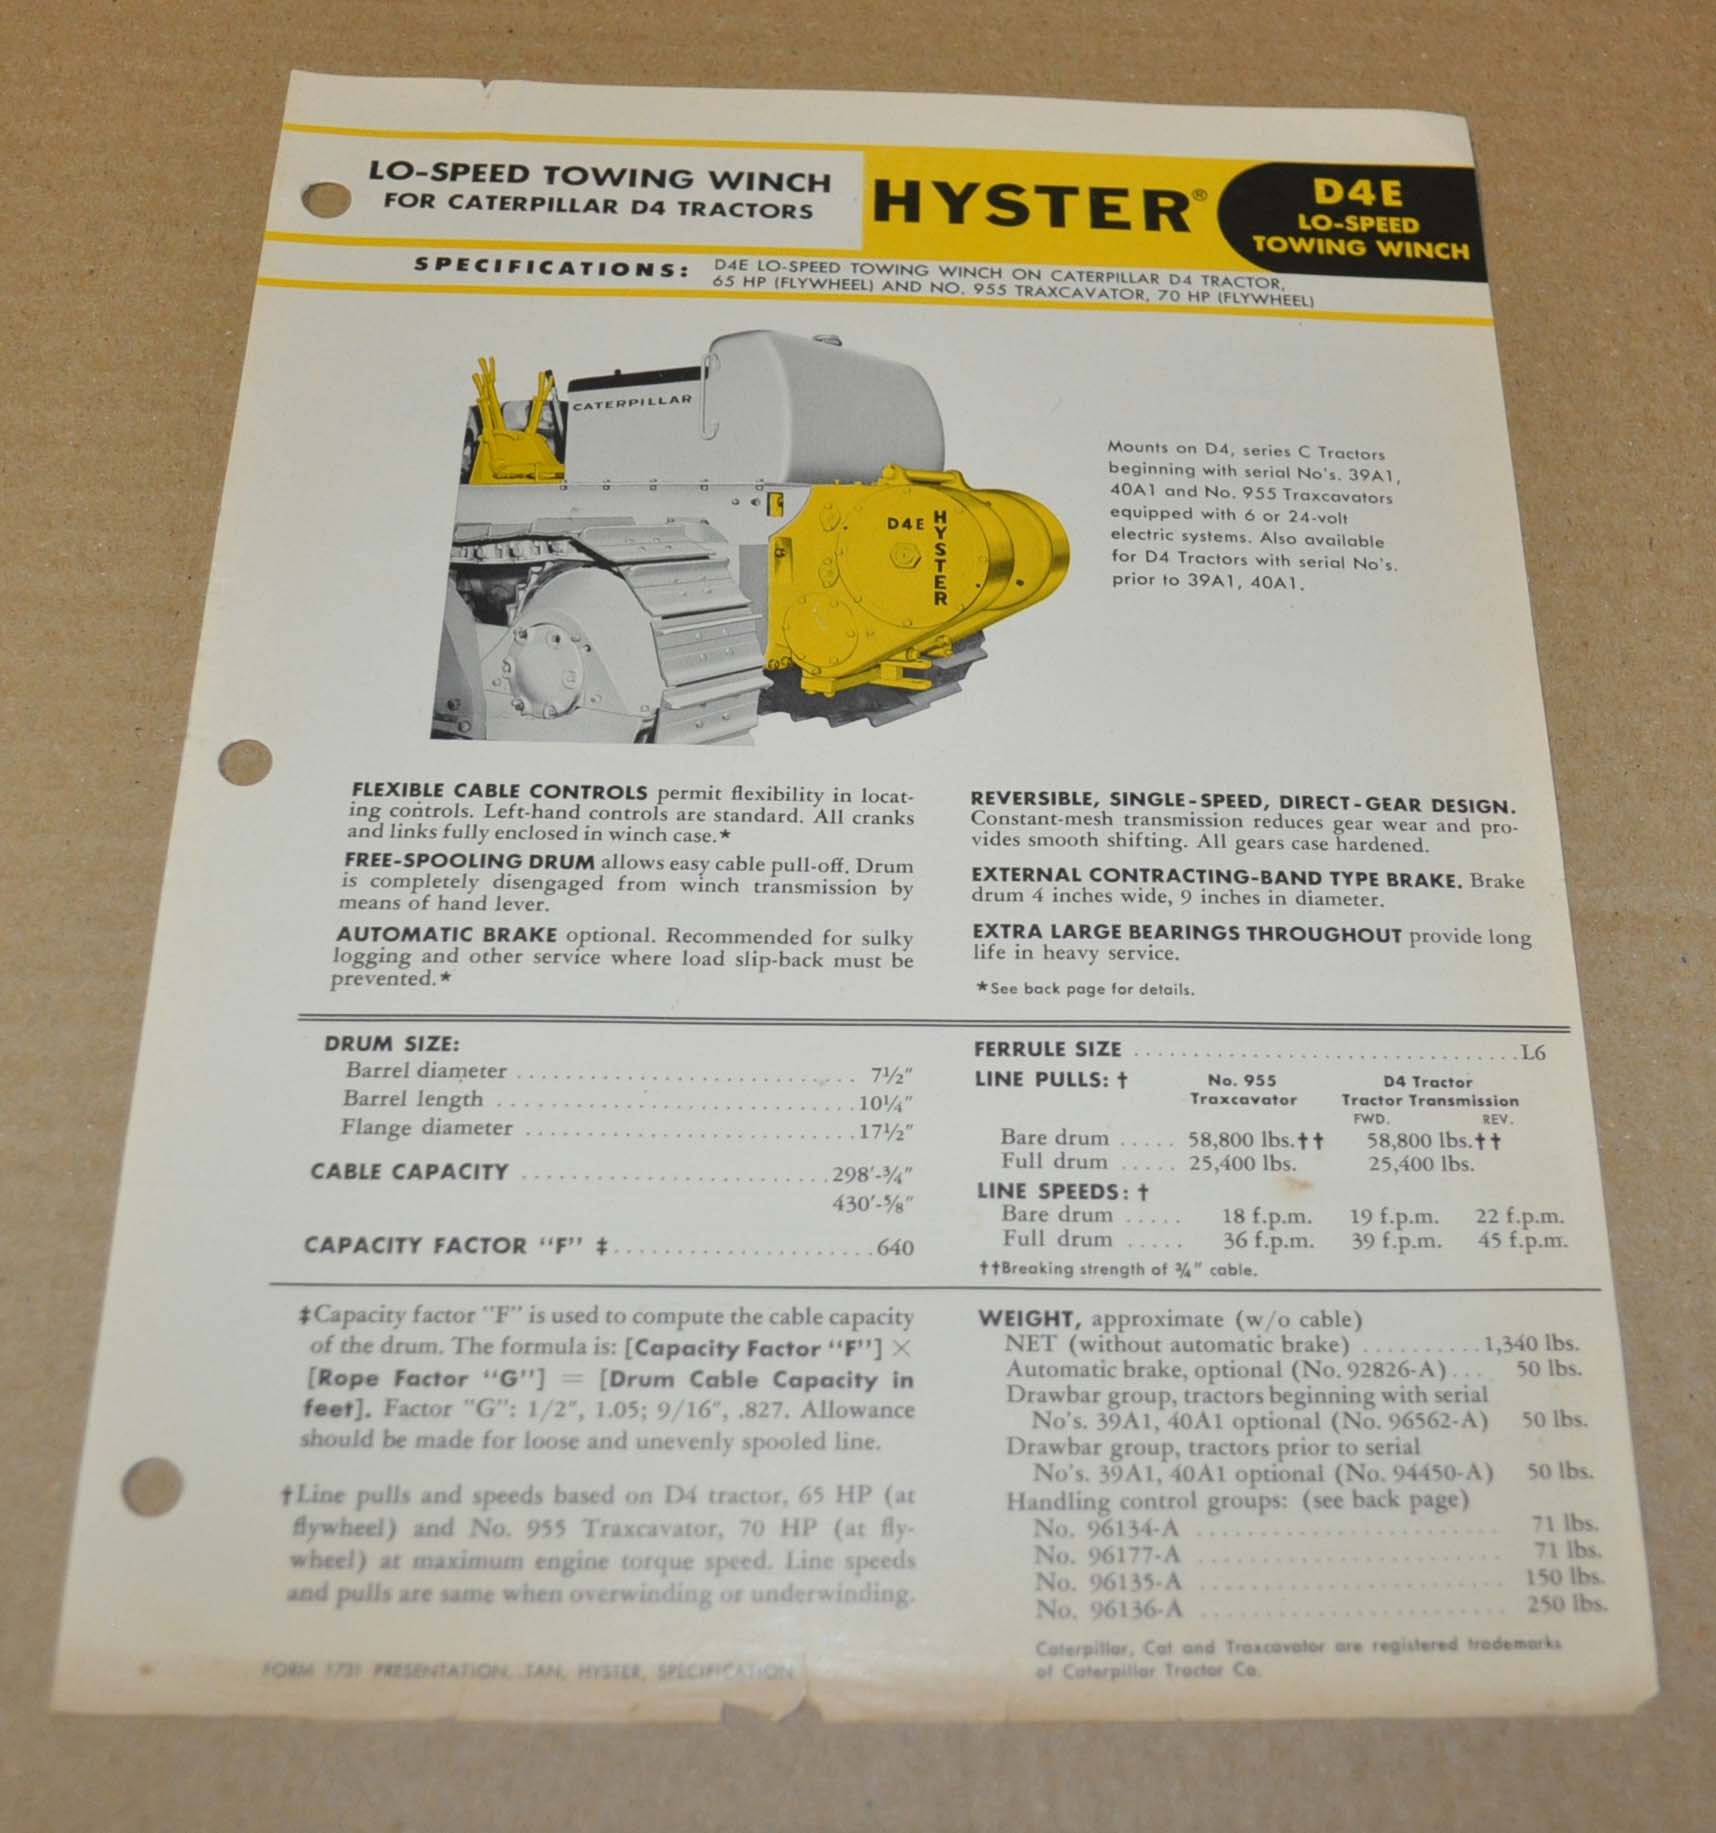 LO-SPEED TOWING WINCH
FOR CATERPILLAR D4 TRACTORS
HYSTER®
D4E
LO-SPEED
TOWING WINCH
SPECIFICATIONS:
D4E LO-SPEED TOWING WINCH ON CATERPILLAR D4 TRACTOR,
65 HP (FLYWHEEL) AND NO. 955 TRAXCAVATOR, 70 HP (FLYWHEEL)
CATERPILLAR
D4E
HYSTER
Mounts on D4, series C Tractors
beginning with serial No's. 39A1,
40A1 and No. 955 Traxcavators
equipped with 6 or 24-volt
electric systems. Also available
for D4 Tractors with serial No's.
prior to 39A1, 40A1.
FLEXIBLE CABLE CONTROLS permit flexibility in locat-
ing controls. Left-hand controls are standard. All cranks
and links fully enclosed in winch case.★
FREE-SPOOLING DRUM allows easy cable pull-off. Drum
is completely disengaged from winch transmission by
means of hand lever.
AUTOMATIC BRAKE optional. Recommended for sulky
logging and other service where load slip-back must be
prevented.★
REVERSIBLE, SINGLE-SPEED, DIRECT-GEAR DESIGN.
Constant-mesh transmission reduces gear wear and pro-
vides smooth shifting. All gears case hardened.
EXTERNAL CONTRACTING-BAND TYPE BRAKE. Brake
drum 4 inches wide, 9 inches in diameter.
EXTRA LARGE BEARINGS THROUGHOUT provide long
life in heavy service.
★See back page for details.
DRUM SIZE:
Barrel diameter ............................ 7½"
Barrel length ..............................10¼"
Flange diameter ............................17½"
CABLE CAPACITY ..........................298'-¾"
430'-⅝"
CAPACITY FACTOR "F" ‡......................640
‡Capacity factor "F" is used to compute the cable capacity
of the drum. The formula is: [Capacity Factor "F"] ×
[Rope Factor "G"] = [Drum Cable Capacity in
feet]. Factor "G": 1/2", 1.05; 9/16", .827. Allowance
should be made for loose and unevenly spooled line.
†Line pulls and speeds based on D4 tractor, 65 HP (at
flywheel) and No. 955 Traxcavator, 70 HP (at fly-
wheel) at maximum engine torque speed. Line speeds
and pulls are same when overwinding or underwinding.
FORM 1731 PRESENTATION, TAN, HYSTER, SPECIFICATION
FERRULE SIZE .................................L6
LINE PULLS: † No. 955 D4 Tractor
Traxcavator Tractor Transmission
FWD. REV.
Bare drum ..... 58,800 lbs.†† 58,800 lbs.††
Full drum ..... 25,400 lbs. 25,400 lbs.
LINE SPEEDS: †
Bare drum ..... 18 f.p.m. 19 f.p.m. 22 f.p.m.
Full drum ..... 36 f.p.m. 39 f.p.m. 45 f.p.m.
††Breaking strength of ¾" cable.
WEIGHT, approximate (w/o cable)
NET (without automatic brake) ..........1,340 lbs.
Automatic brake, optional (No. 92826-A).... 50 lbs.
Drawbar group, tractors beginning with serial
No's. 39A1, 40A1 optional (No. 96562-A) 50 lbs.
Drawbar group, tractors prior to serial
No's. 39A1, 40A1 optional (No. 94450-A) 50 lbs.
Handling control groups: (see back page)
No. 96134-A .......................... 71 lbs.
No. 96177-A .......................... 71 lbs.
No. 96135-A .......................... 150 lbs.
No. 96136-A .......................... 250 lbs.
Caterpillar, Cat and Traxcavator are registered trademarks
of Caterpillar Tractor Co.